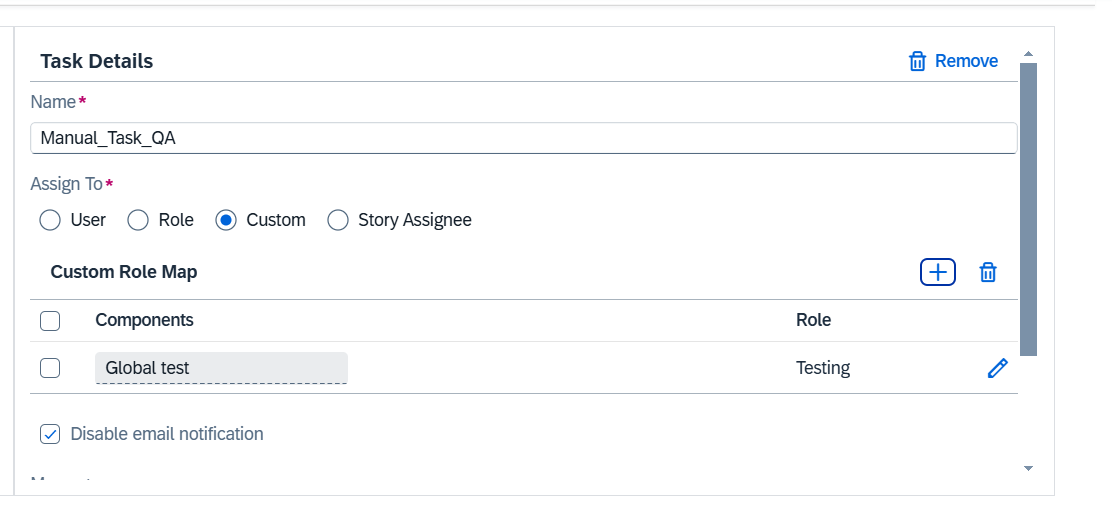 Task Details
Remove
Name*
Manual_Task_QA
Assign To*
User Role Custom Story Assignee
Custom Role Map
Components Role
Global test Testing
Disable email notification